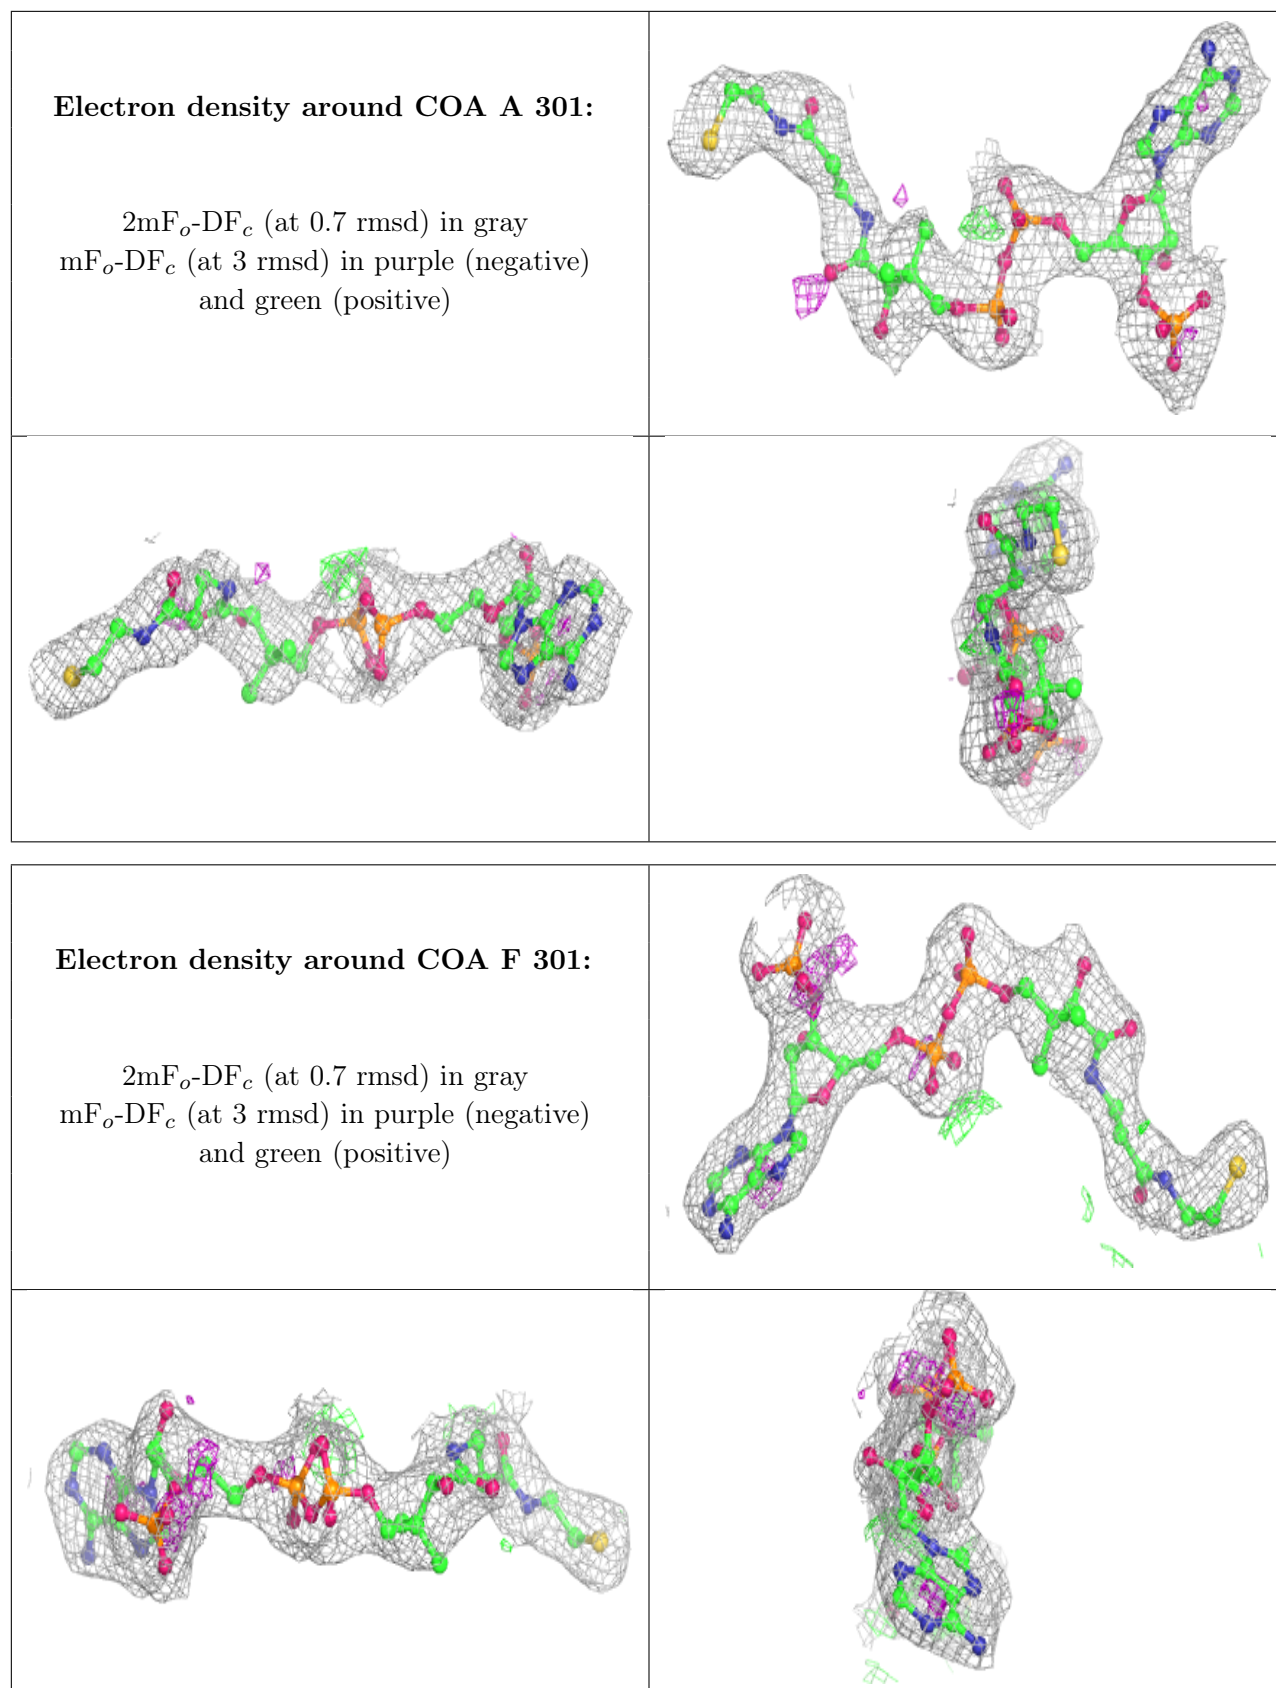 Electron density around COA A 301:
2mFₒ-DF𝒸 (at 0.7 rmsd) in gray
mFₒ-DF𝒸 (at 3 rmsd) in purple (negative)
and green (positive)
Electron density around COA F 301:
2mFₒ-DF𝒸 (at 0.7 rmsd) in gray
mFₒ-DF𝒸 (at 3 rmsd) in purple (negative)
and green (positive)